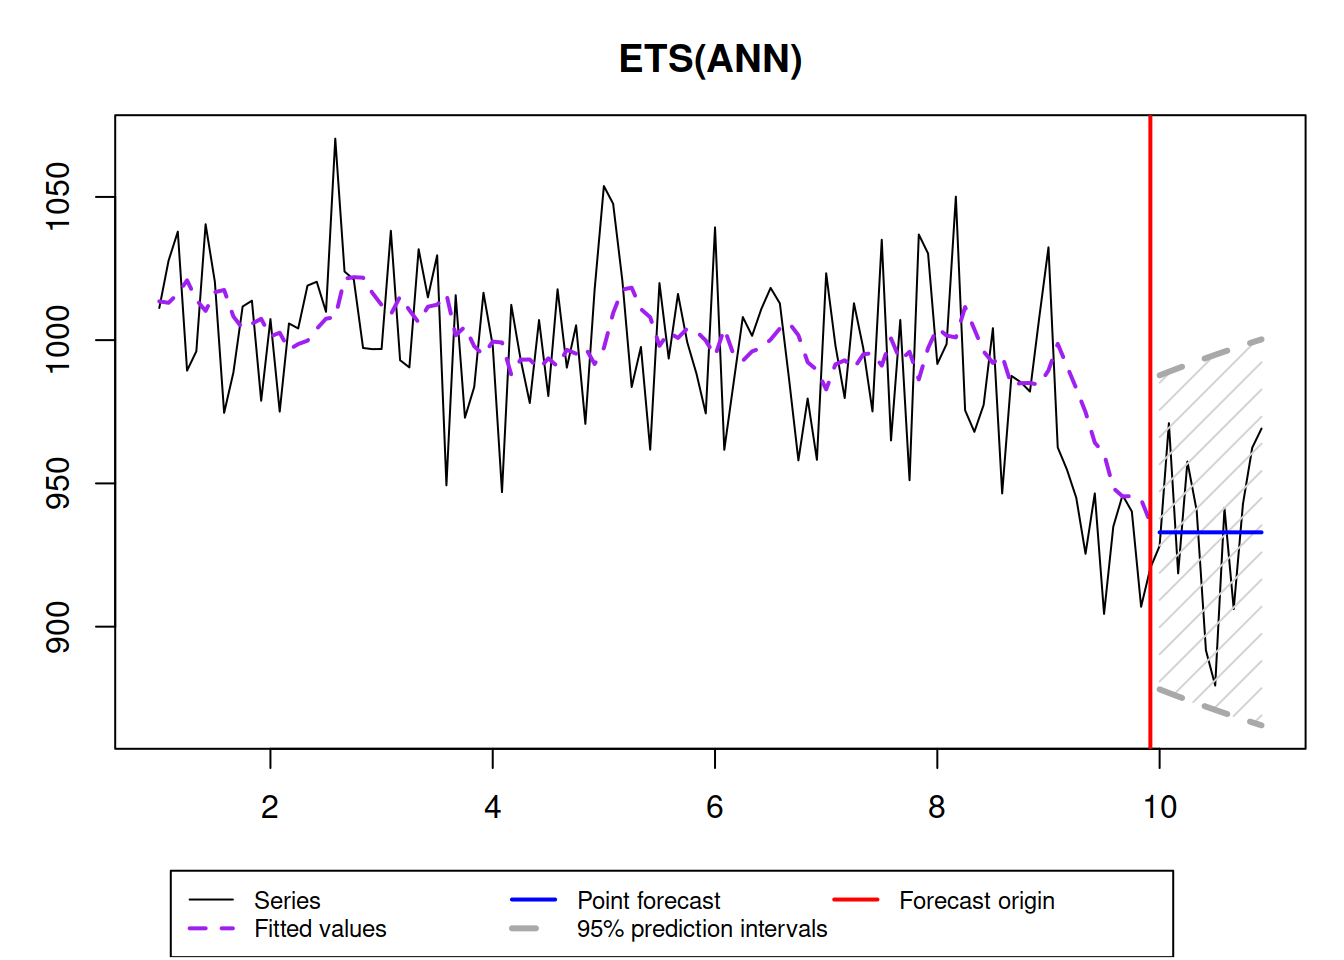 ETS(ANN)
1050
1000
950
900
2 4 6 8 10
Series Point forecast Forecast origin
Fitted values 95% prediction intervals